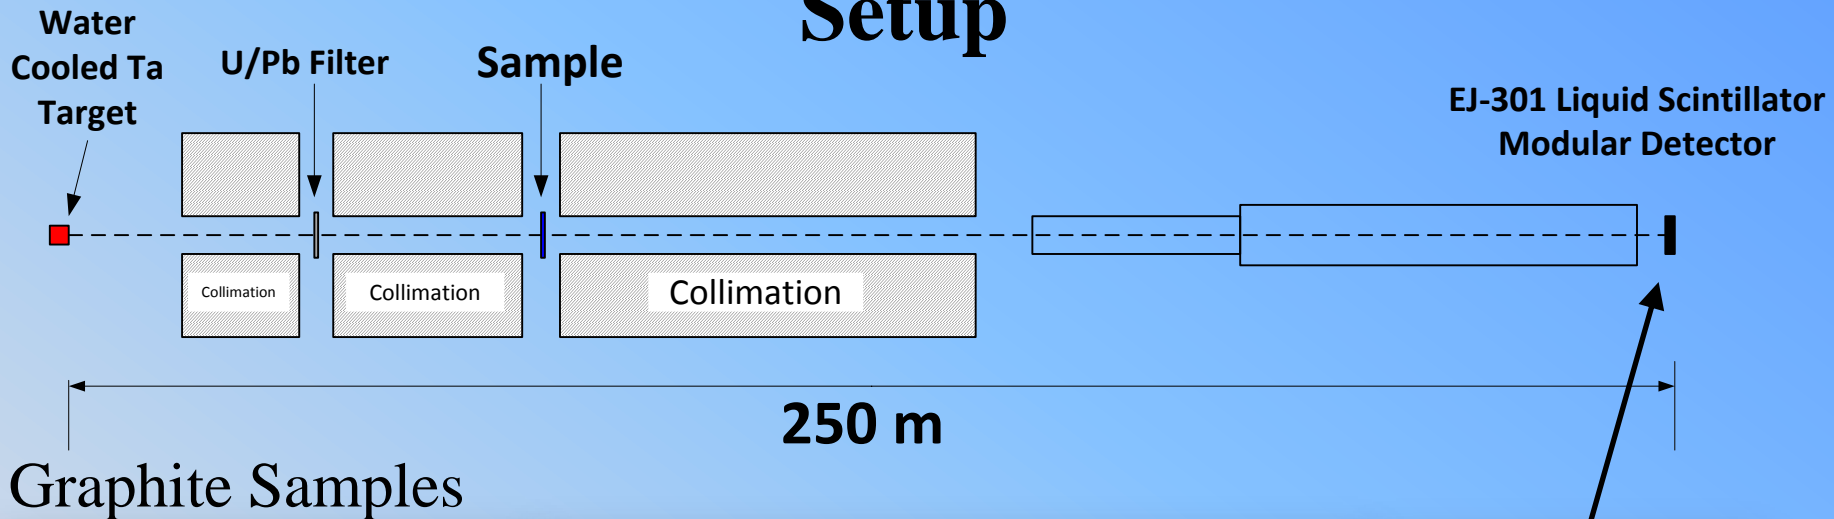 Setup
Water
Cooled Ta
Target
U/Pb Filter
Sample
EJ-301 Liquid Scintillator
Modular Detector
Collimation
Collimation
Collimation
250 m
Graphite Samples